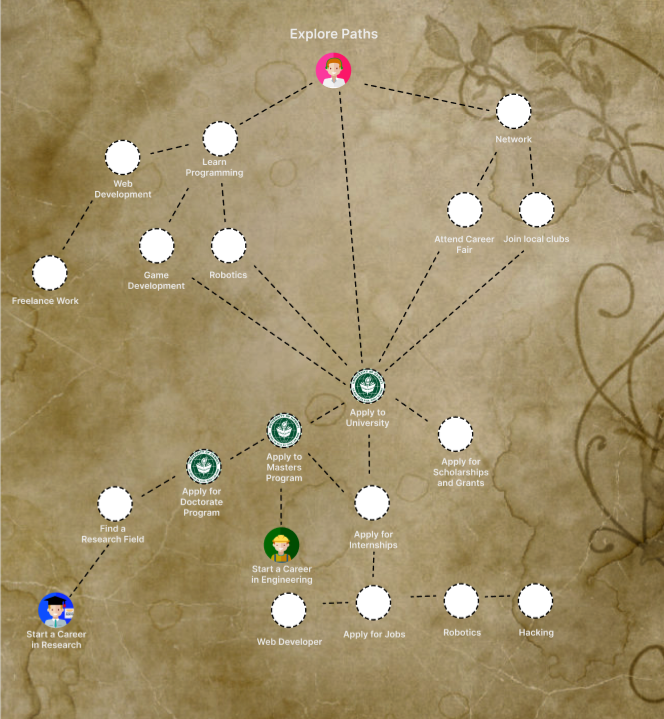 Explore Paths
Network
Learn
Programming
Web
Development
Attend Career
Fair
Join local clubs
Game
Development
Robotics
Freelance Work
Apply to
University
Apply to
Masters
Program
Apply for
Scholarships
and Grants
Apply for
Doctorate
Program
Find a
Research Field
Apply for
Internships
Start a Career
in Engineering
Start a Career
in Research
Web Developer
Apply for Jobs
Robotics
Hacking